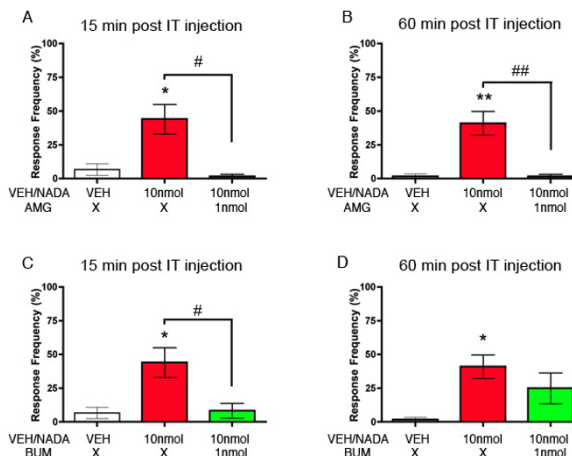 A
15 min post IT injection
Response Frequency (%)
100
75
50
25
0
*
#
VEH/NADA VEH 10nmol 10nmol
AMG X X 1nmol
B
60 min post IT injection
Response Frequency (%)
100
75
50
25
0
**
##
VEH/NADA VEH 10nmol 10nmol
AMG X X 1nmol
C
15 min post IT injection
Response Frequency (%)
100
75
50
25
0
*
#
VEH/NADA VEH 10nmol 10nmol
BUM X X 1nmol
D
60 min post IT injection
Response Frequency (%)
100
75
50
25
0
*
VEH/NADA VEH 10nmol 10nmol
BUM X X 1nmol